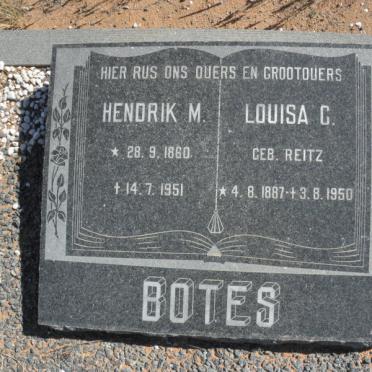 HIER RUS ONS OUERS EN GROOTOUERS
HENDRIK M.
★ 28.9.1860
+ 14.7.1951
LOUISA C.
GEB. REITZ
★ 4.8.1887 + 3.8.1950
BOTES